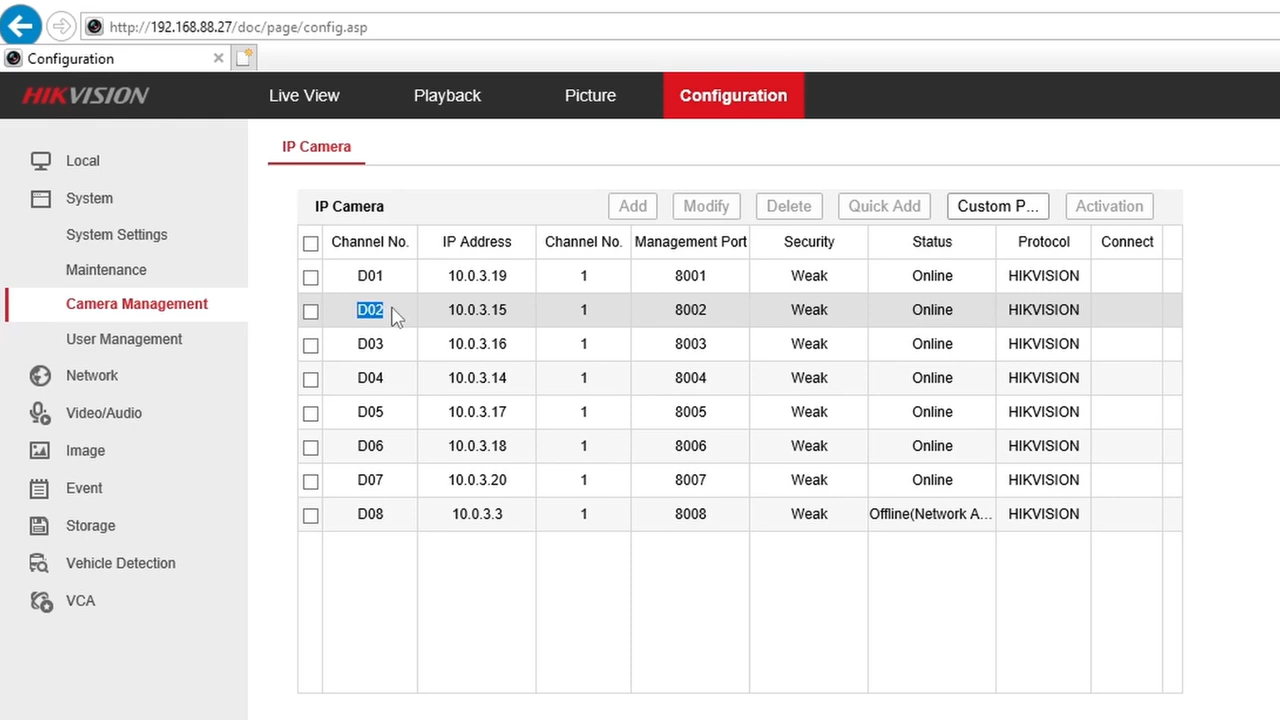 http://192.168.88.27/doc/page/config.asp
Configuration
HIKVISION Live View Playback Picture Configuration
Local
System
System Settings
Maintenance
Camera Management
User Management
Network
Video/Audio
Image
Event
Storage
Vehicle Detection
VCA
IP Camera
IP Camera Add Modify Delete Quick Add Custom P... Activation
Channel No. IP Address Channel No. Management Port Security Status Protocol Connect
D01 10.0.3.19 1 8001 Weak Online HIKVISION
D02 10.0.3.15 1 8002 Weak Online HIKVISION
D03 10.0.3.16 1 8003 Weak Online HIKVISION
D04 10.0.3.14 1 8004 Weak Online HIKVISION
D05 10.0.3.17 1 8005 Weak Online HIKVISION
D06 10.0.3.18 1 8006 Weak Online HIKVISION
D07 10.0.3.20 1 8007 Weak Online HIKVISION
D08 10.0.3.3 1 8008 Weak Offline(Network A... HIKVISION